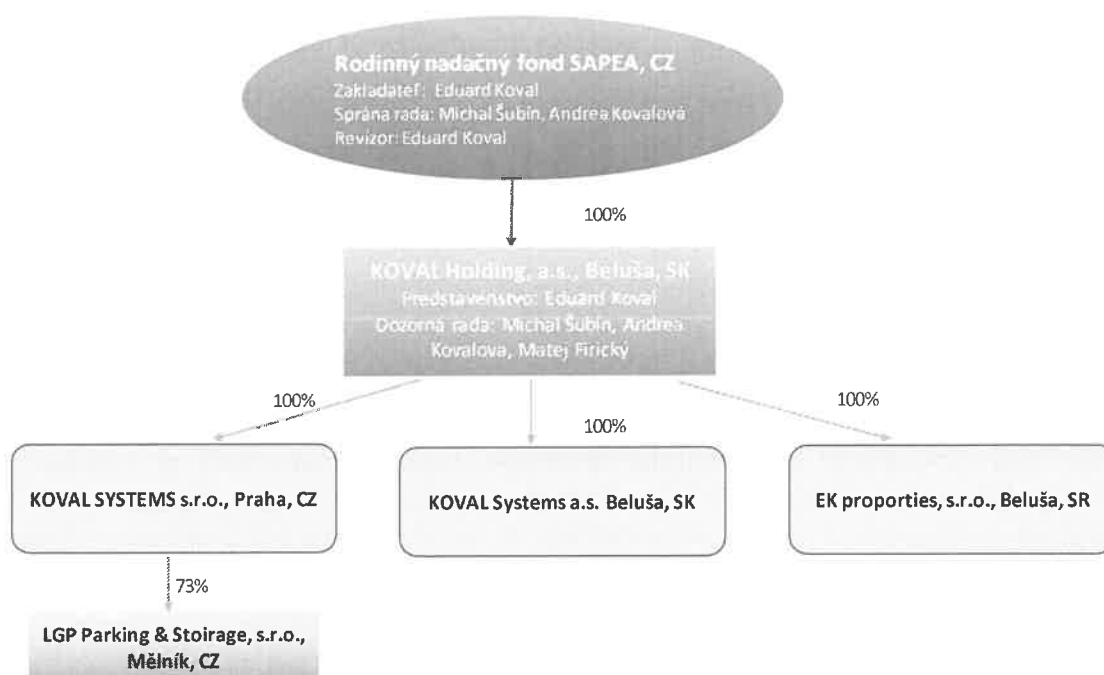 Rodinný nadačný fond SAPEA, CZ
Zakladateľ: Eduard Koval
Správna rada: Michal Šubín, Andrea Kovalová
Revízor: Eduard Koval
100%
KOVAL Holding, a.s., Beluša, SK
Predstavenstvo: Eduard Koval
Dozorná rada: Michal Šubín, Andrea
Kovalova, Matej Firický
100%
100%
100%
KOVAL SYSTEMS s.r.o., Praha, CZ
KOVAL Systems a.s. Beluša, SK
EK proporties, s.r.o., Beluša, SR
73%
LGP Parking & Stoirage, s.r.o.,
Mělník, CZ